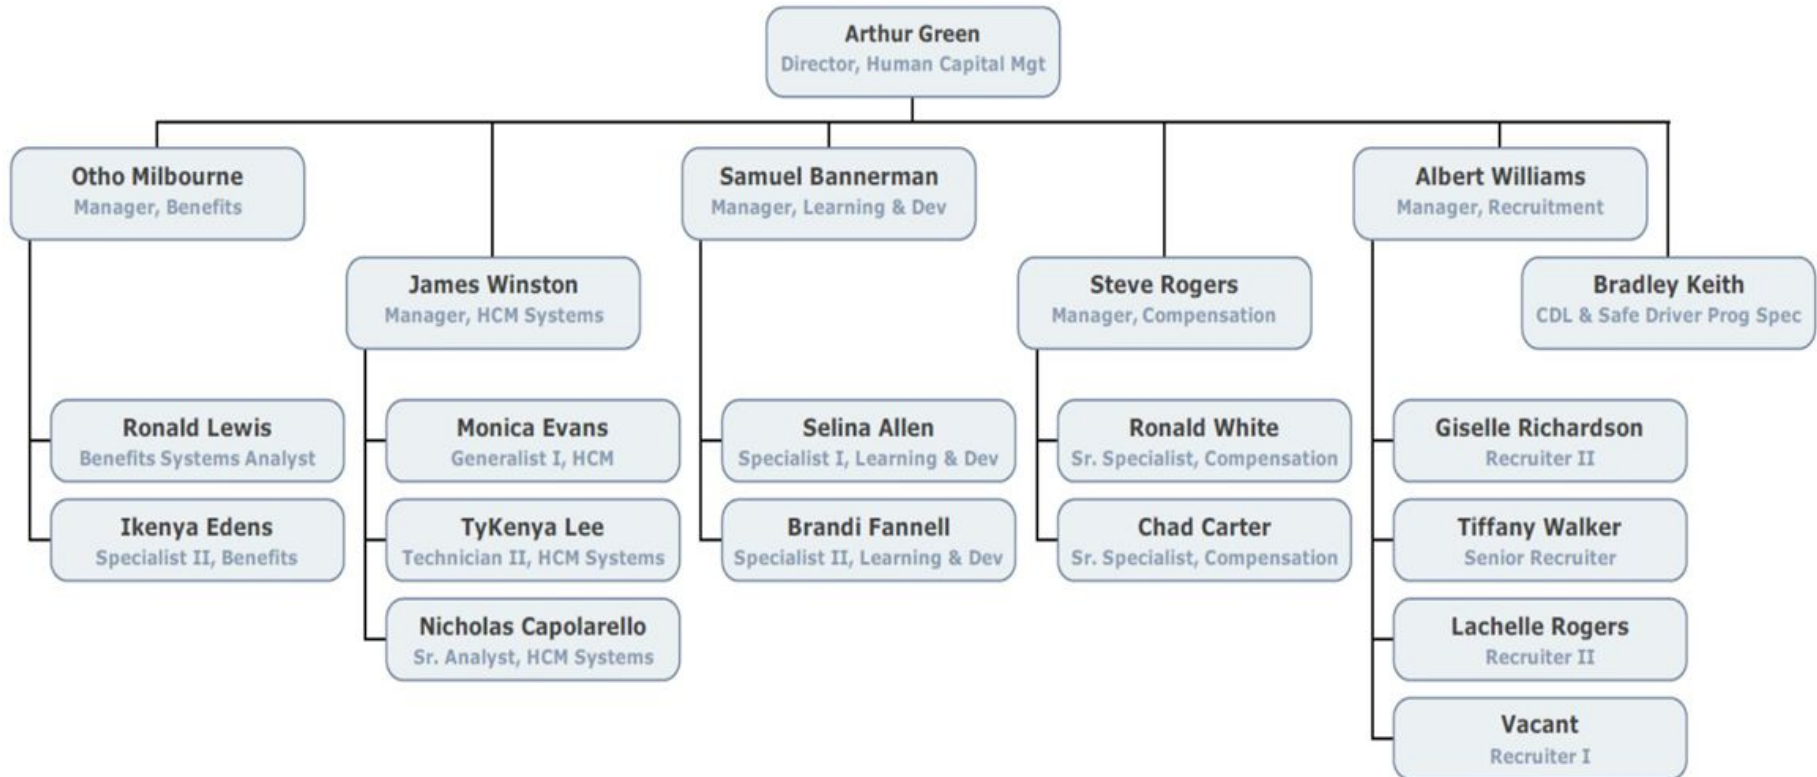 Arthur Green
Director, Human Capital Mgt
Otho Milbourne
Manager, Benefits
Samuel Bannerman
Manager, Learning & Dev
Albert Williams
Manager, Recruitment
James Winston
Manager, HCM Systems
Steve Rogers
Manager, Compensation
Bradley Keith
CDL & Safe Driver Prog Spec
Ronald Lewis
Benefits Systems Analyst
Monica Evans
Generalist I, HCM
Selina Allen
Specialist I, Learning & Dev
Ronald White
Sr. Specialist, Compensation
Giselle Richardson
Recruiter II
Ikenya Edens
Specialist II, Benefits
TyKenya Lee
Technician II, HCM Systems
Brandi Fannell
Specialist II, Learning & Dev
Chad Carter
Sr. Specialist, Compensation
Tiffany Walker
Senior Recruiter
Nicholas Capolarello
Sr. Analyst, HCM Systems
Lachelle Rogers
Recruiter II
Vacant
Recruiter I